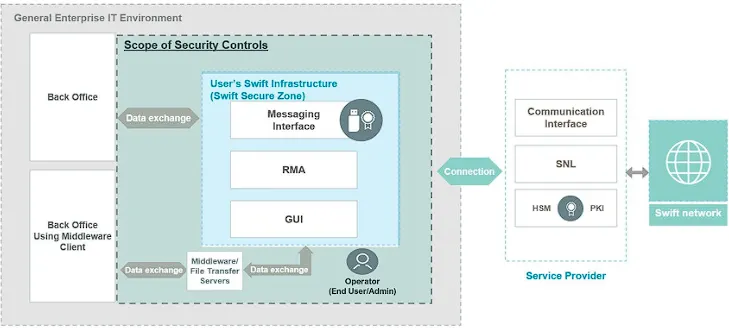 General Enterprise IT Environment
Scope of Security Controls
Back Office
Data exchange
User's Swift Infrastructure
(Swift Secure Zone)
Messaging
Interface
RMA
GUI
Back Office
Using Middleware
Client
Data exchange
Middleware/
File Transfer
Servers
Data exchange
Operator
(End User/Admin)
Connection
Communication
Interface
SNL
HSM
PKI
Service Provider
Swift network